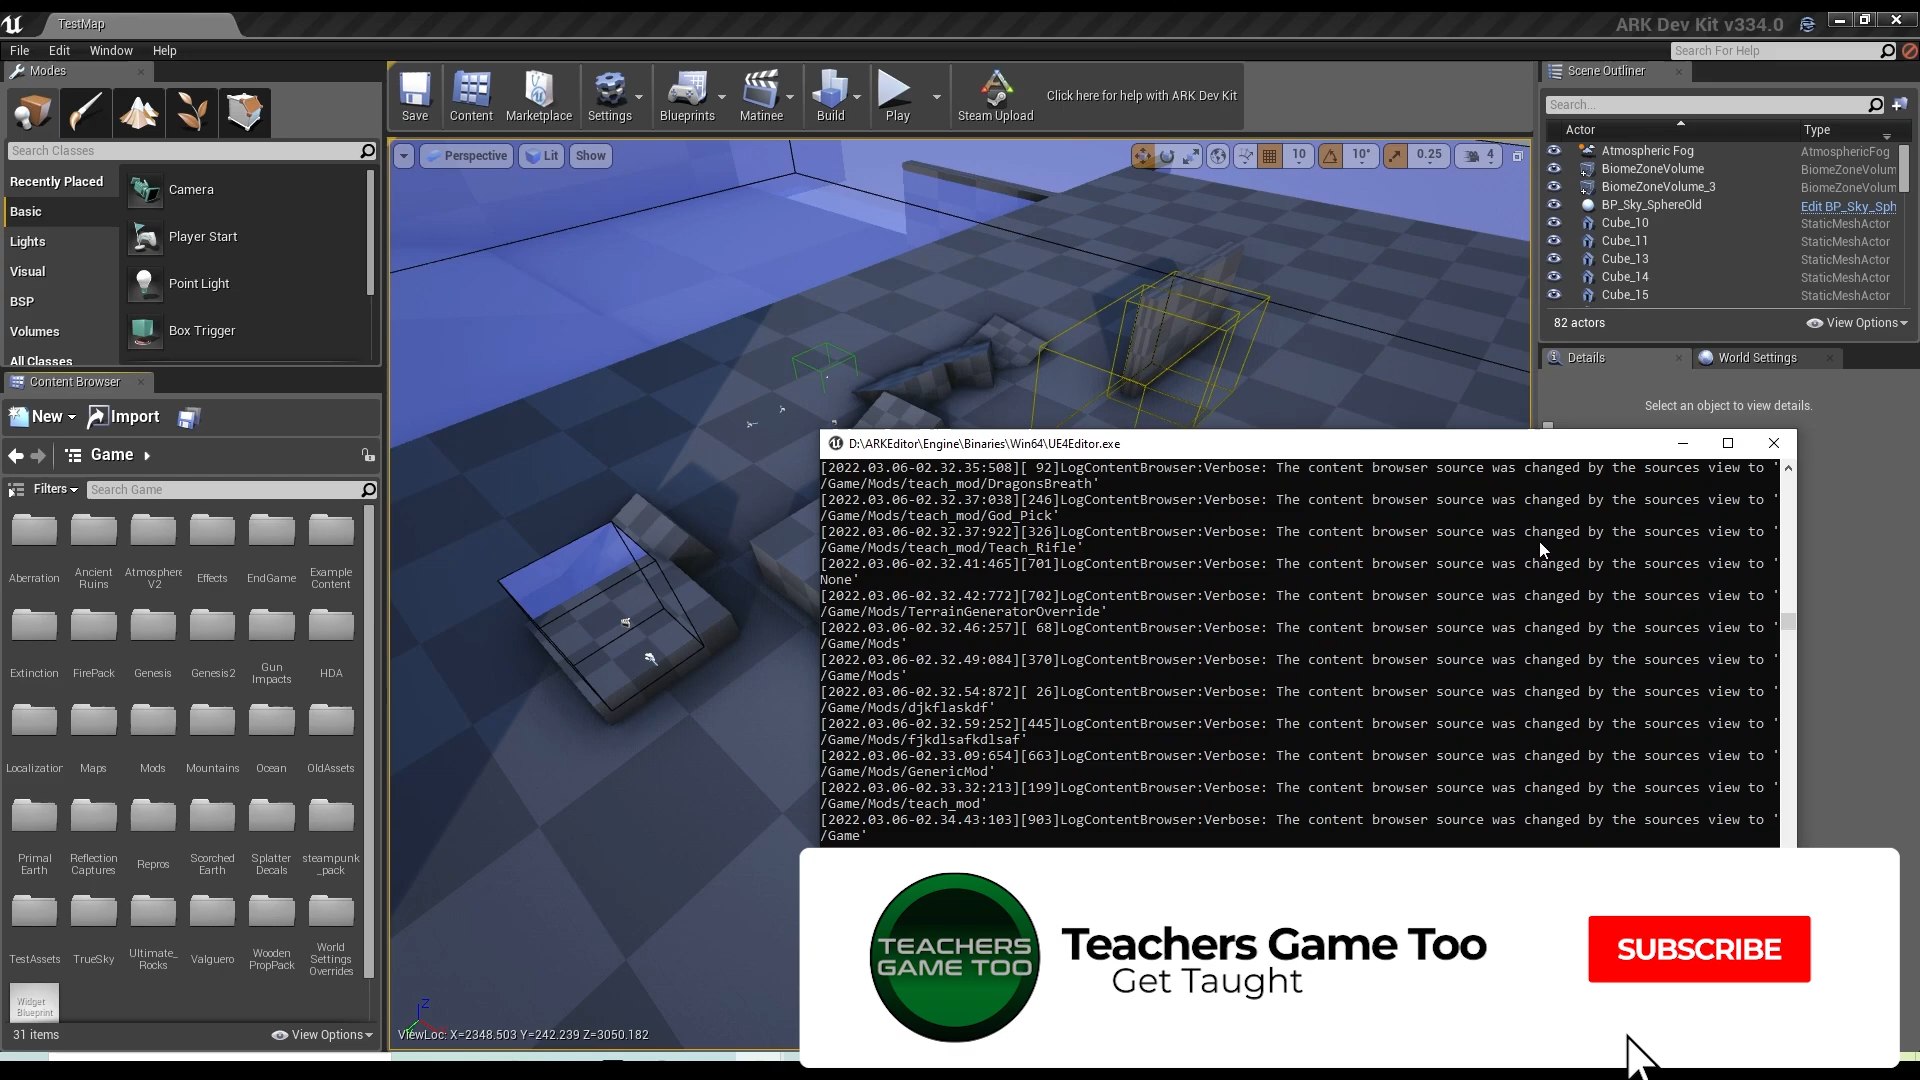 TestMap
ARK Dev Kit v334.0
File Edit Window Help
Search For Help
Modes
Search Classes
Recently Placed
Basic
Lights
Visual
BSP
Volumes
All Classes
Camera
Player Start
Point Light
Box Trigger
Save Content Marketplace Settings Blueprints Matinee Build Play Steam Upload
Click here for help with ARK Dev Kit
Perspective Lit Show
10 10° 0.25 4
Scene Outliner
Search...
Actor Type
Atmospheric Fog AtmosphericFog
BiomeZoneVolume BiomeZoneVolum
BiomeZoneVolume_3 BiomeZoneVolum
BP_Sky_SphereOld Edit BP_Sky_Sph
Cube_10 StaticMeshActor
Cube_11 StaticMeshActor
Cube_13 StaticMeshActor
Cube_14 StaticMeshActor
Cube_15 StaticMeshActor
82 actors View Options
Details World Settings
Select an object to view details.
Content Browser
New Import
Game
Filters Search Game
Aberration Ancient Ruins Atmosphere V2 Effects EndGame Example Content
Extinction FirePack Genesis Genesis2 Gun Impacts HDA
Localization Maps Mods Mountains Ocean OldAssets
Primal Earth Reflection Captures Repros Scorched Earth Splatter Decals steampunk_pack
TestAssets TrueSky Ultimate_Rocks Valguero Wooden PropPack World Settings Overrides
Widget Blueprint
31 items View Options
ViewLoc: X=2348.503 Y=242.239 Z=3050.182
D:\ARKEditor\Engine\Binaries\Win64\UE4Editor.exe
[2022.03.06-02.32.35:508][ 92]LogContentBrowser:Verbose: The content browser source was changed by the sources view to '
/Game/Mods/teach_mod/DragonsBreath'
[2022.03.06-02.32.37:038][246]LogContentBrowser:Verbose: The content browser source was changed by the sources view to '
/Game/Mods/teach_mod/God_Pick'
[2022.03.06-02.32.37:922][326]LogContentBrowser:Verbose: The content browser source was changed by the sources view to '
/Game/Mods/teach_mod/Teach_Rifle'
[2022.03.06-02.32.41:465][701]LogContentBrowser:Verbose: The content browser source was changed by the sources view to '
None'
[2022.03.06-02.32.42:772][702]LogContentBrowser:Verbose: The content browser source was changed by the sources view to '
/Game/Mods/TerrainGeneratorOverride'
[2022.03.06-02.32.46:257][ 68]LogContentBrowser:Verbose: The content browser source was changed by the sources view to '
/Game/Mods'
[2022.03.06-02.32.49:084][370]LogContentBrowser:Verbose: The content browser source was changed by the sources view to '
/Game/Mods'
[2022.03.06-02.32.54:872][ 26]LogContentBrowser:Verbose: The content browser source was changed by the sources view to '
/Game/Mods/djkflaskdf'
[2022.03.06-02.32.59:252][445]LogContentBrowser:Verbose: The content browser source was changed by the sources view to '
/Game/Mods/fjkdlsafkdlsaf'
[2022.03.06-02.33.09:654][663]LogContentBrowser:Verbose: The content browser source was changed by the sources view to '
/Game/Mods/GenericMod'
[2022.03.06-02.33.32:213][199]LogContentBrowser:Verbose: The content browser source was changed by the sources view to '
/Game/Mods/teach_mod'
[2022.03.06-02.34.43:103][903]LogContentBrowser:Verbose: The content browser source was changed by the sources view to '
/Game'
TEACHERS
GAME TOO
Teachers Game Too
Get Taught
SUBSCRIBE